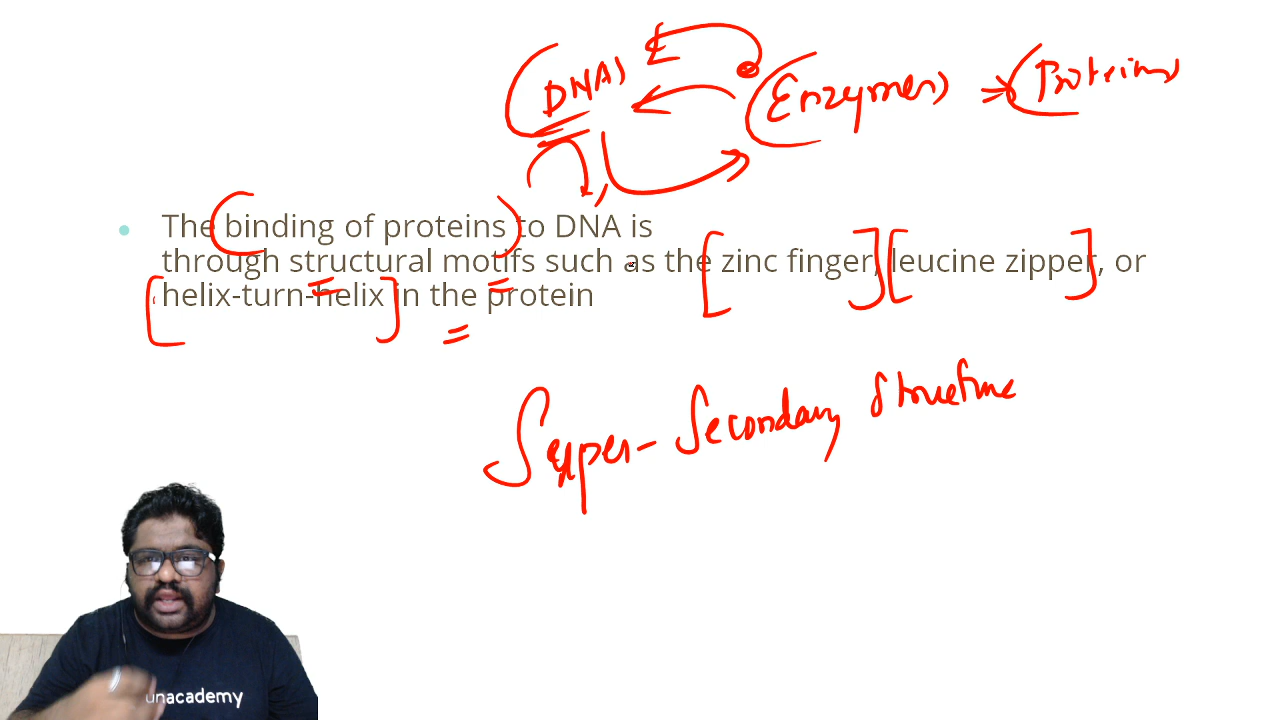 DNA)
Enzymes)
Proteins
The binding of proteins to DNA is
through structural motifs such as the zinc finger, leucine zipper, or
helix-turn-helix in the protein
Super-Secondary Structure
unacademy